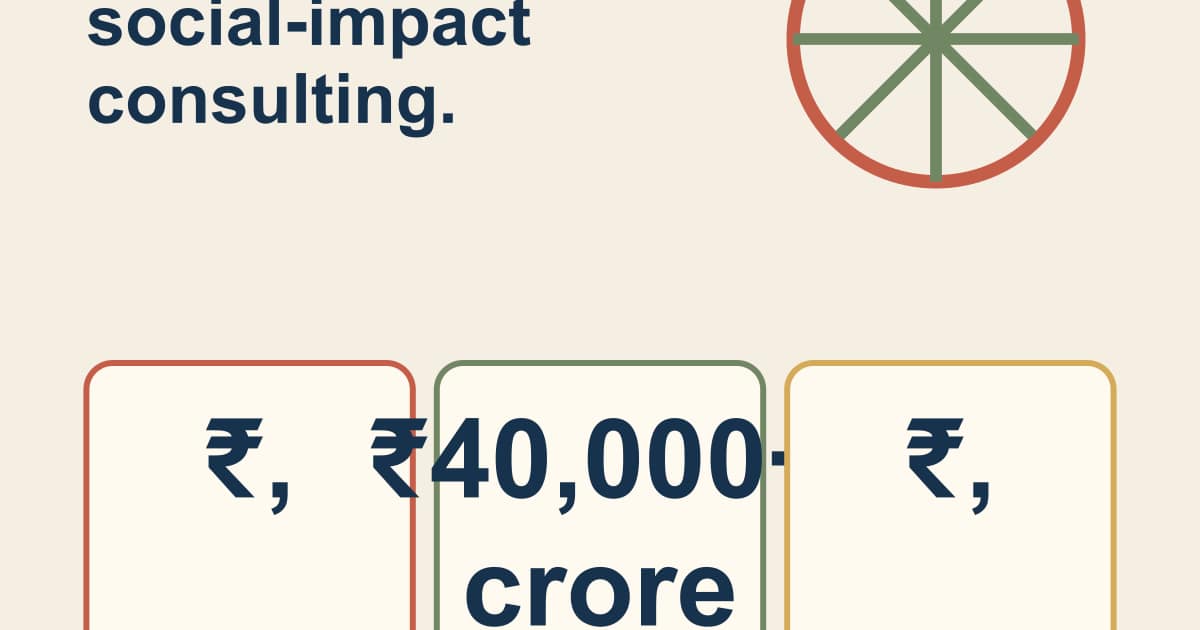 social-impact
consulting.
₹,
₹40,000
crore
₹,